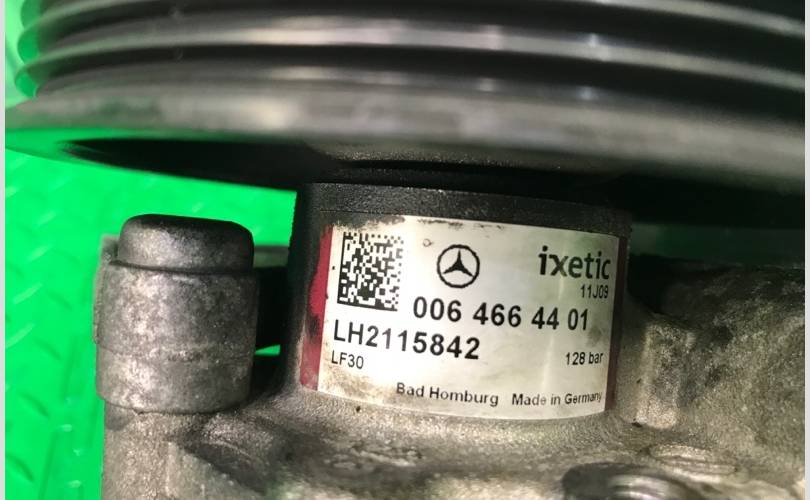 ixetic
11J09
006 466 44 01
LH2115842
LF30
128 bar
Bad Homburg Made in Germany